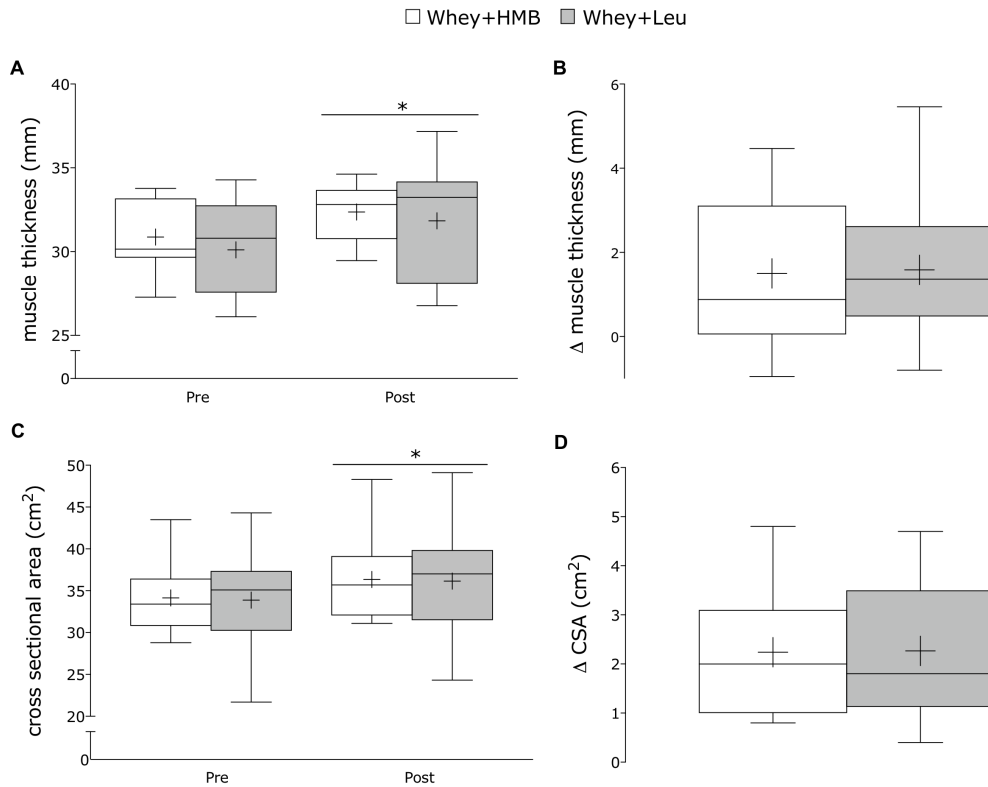 Whey+HMB Whey+Leu
A
muscle thickness (mm)
40
35
30
25
0
*
Pre Post
B
Δ muscle thickness (mm)
6
4
2
0
C
cross sectional area (cm²)
50
45
40
35
30
25
20
0
*
Pre Post
D
Δ CSA (cm²)
6
5
4
3
2
1
0